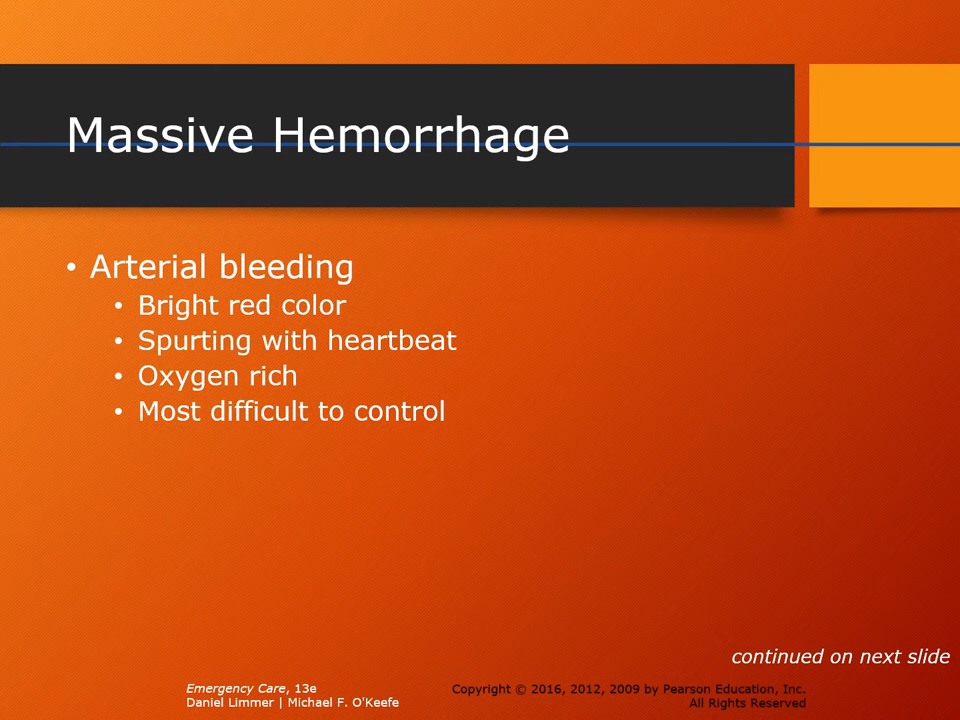 Massive Hemorrhage
• Arterial bleeding
• Bright red color
• Spurting with heartbeat
• Oxygen rich
• Most difficult to control
continued on next slide
Emergency Care, 13e
Daniel Limmer | Michael F. O'Keefe
Copyright © 2016, 2012, 2009 by Pearson Education, Inc.
All Rights Reserved